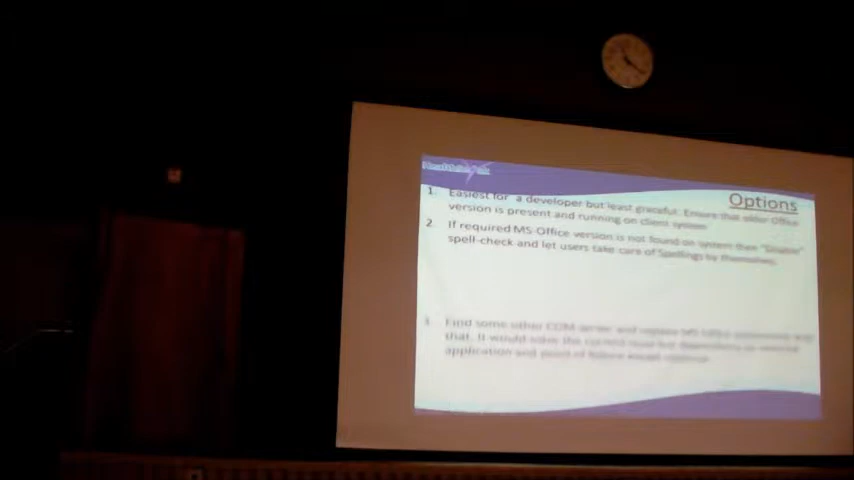 Options
1. Easiest for a developer but least graceful. Ensure that older Office
version is present and running on client system
2. If required MS-Office version is not found on system then "Disable"
spell-check and let users take care of Spellings by themselves.
3. Find some other COM server and replace MS Office automation with
that. It would solve the current issue but dependency on external
application and point of failure would continue